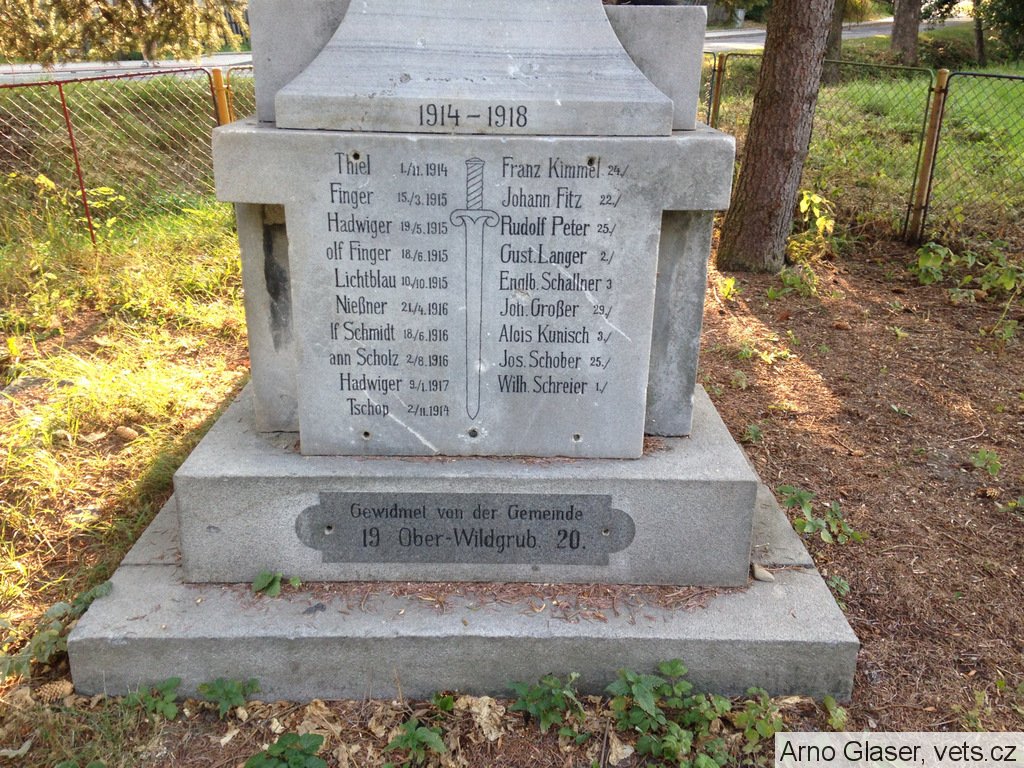 1914 – 1918
Thiel 1./11. 1914
Finger 15./3. 1915
Hadwiger 19./5. 1915
olf Finger 18./6. 1915
Lichtblau 10./10. 1915
Nießner 21./4. 1916
lf Schmidt 18./6. 1916
ann Scholz 2./8. 1916
Hadwiger 9./1. 1917
Tschop 2./11. 1914
Franz Kimmel 24./
Johann Fitz 22./
Rudolf Peter 25./
Gust. Langer 2./
Englb. Schallner 3
Joh. Großer 29./
Alois Kunisch 3./
Jos. Schober 25./
Wilh. Schreier 1./
Gewidmet von der Gemeinde
19 Ober-Wildgrub. 20.
Arno Glaser, vets.cz